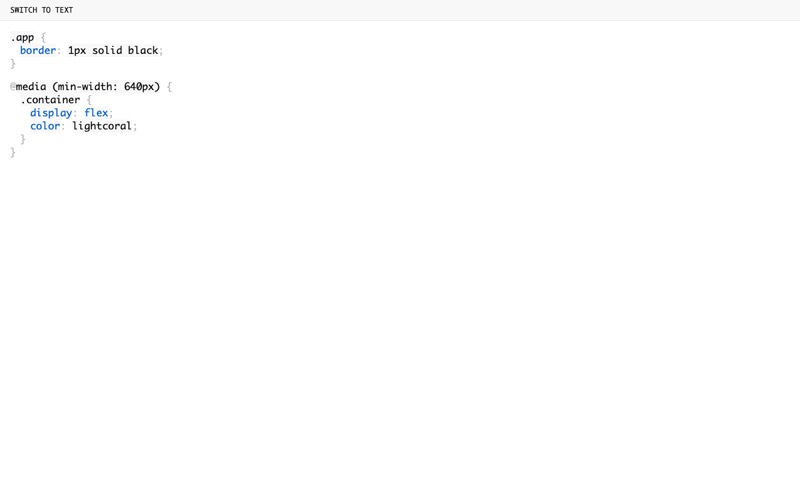 SWITCH TO TEXT
.app {
  border: 1px solid black;
}

@media (min-width: 640px) {
  .container {
    display: flex;
    color: lightcoral;
  }
}